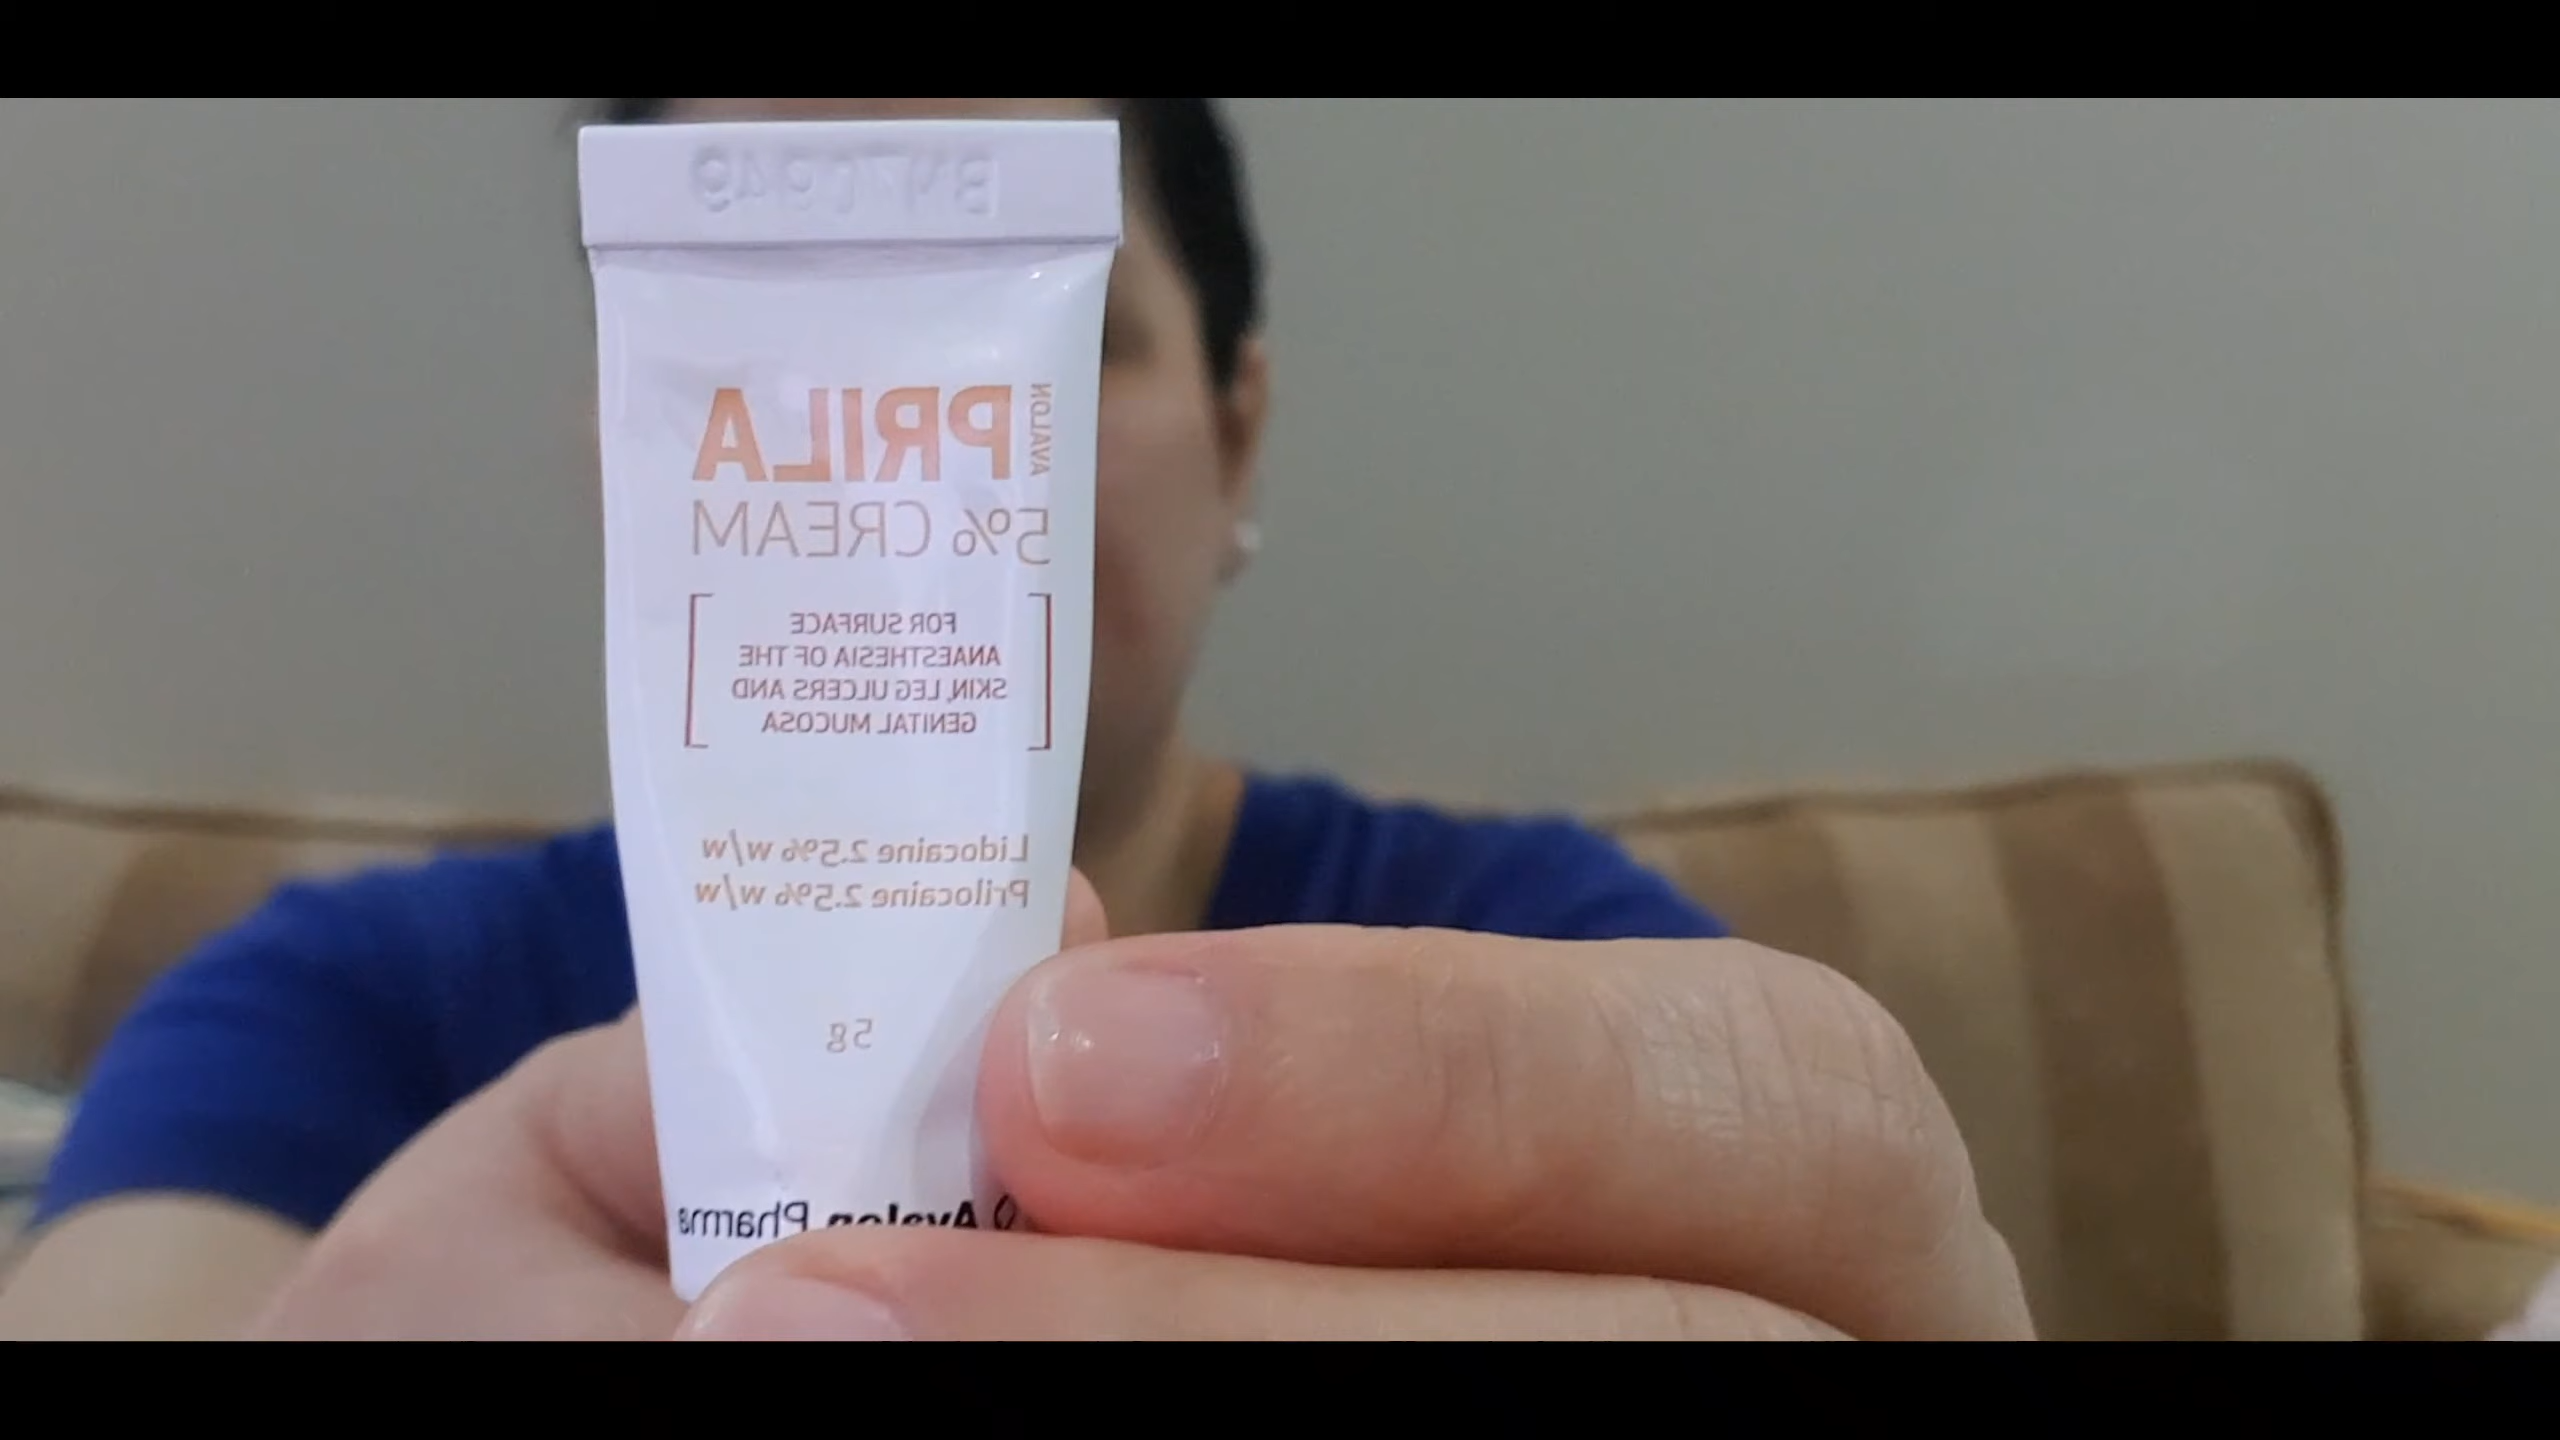 AVALON
PRILA
5% CREAM
FOR SURFACE
ANAESTHESIA OF THE
SKIN, LEG ULCERS AND
GENITAL MUCOSA
Lidocaine 2.5% w/w
Prilocaine 2.5% w/w
5g
Avalon Pharma